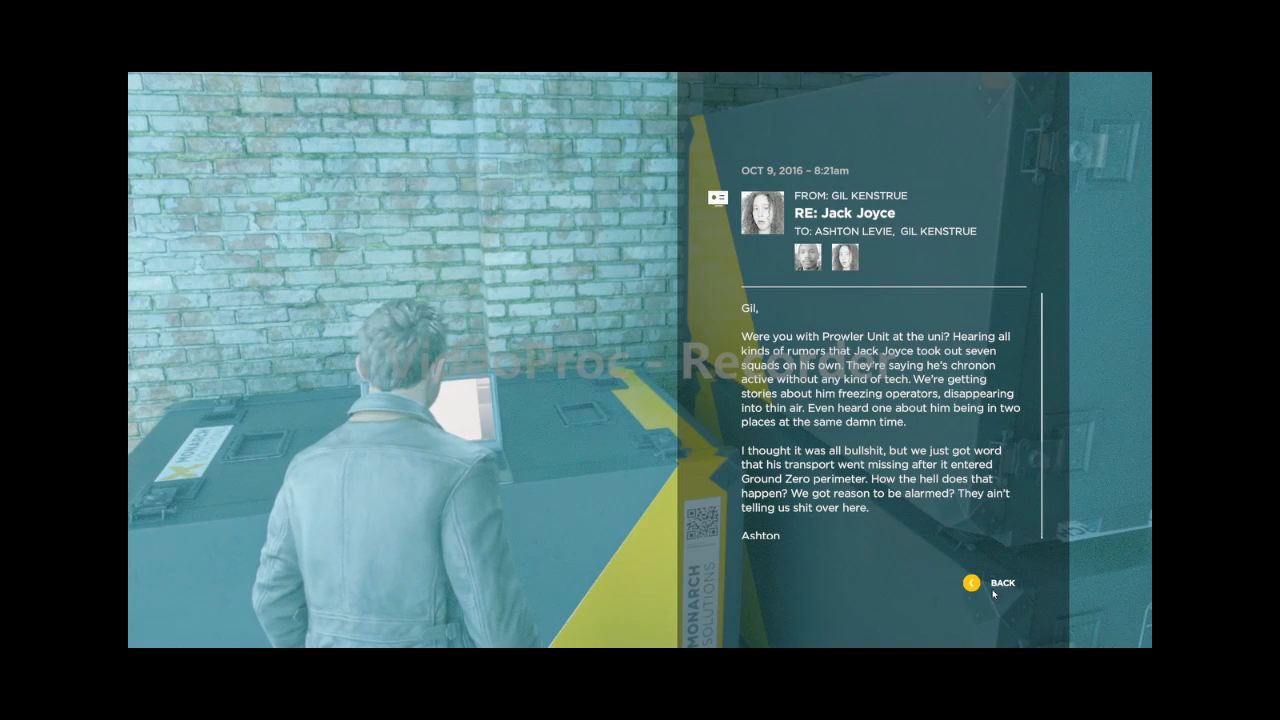 OCT 9, 2016 – 8:21am
FROM: GIL KENSTRUE
RE: Jack Joyce
TO: ASHTON LEVIE, GIL KENSTRUE
Gil,
Were you with Prowler Unit at the uni? Hearing all
kinds of rumors that Jack Joyce took out seven
squads on his own. They're saying he's chronon
active without any kind of tech. We're getting
stories about him freezing operators, disappearing
into thin air. Even heard one about him being in two
places at the same damn time.
I thought it was all bullshit, but we just got word
that his transport went missing after it entered
Ground Zero perimeter. How the hell does that
happen? We got reason to be alarmed? They ain't
telling us shit over here.
Ashton
BACK
VideoProc - Recorder
MONARCH
SOLUTIONS
MONARCH
SOLUTIONS